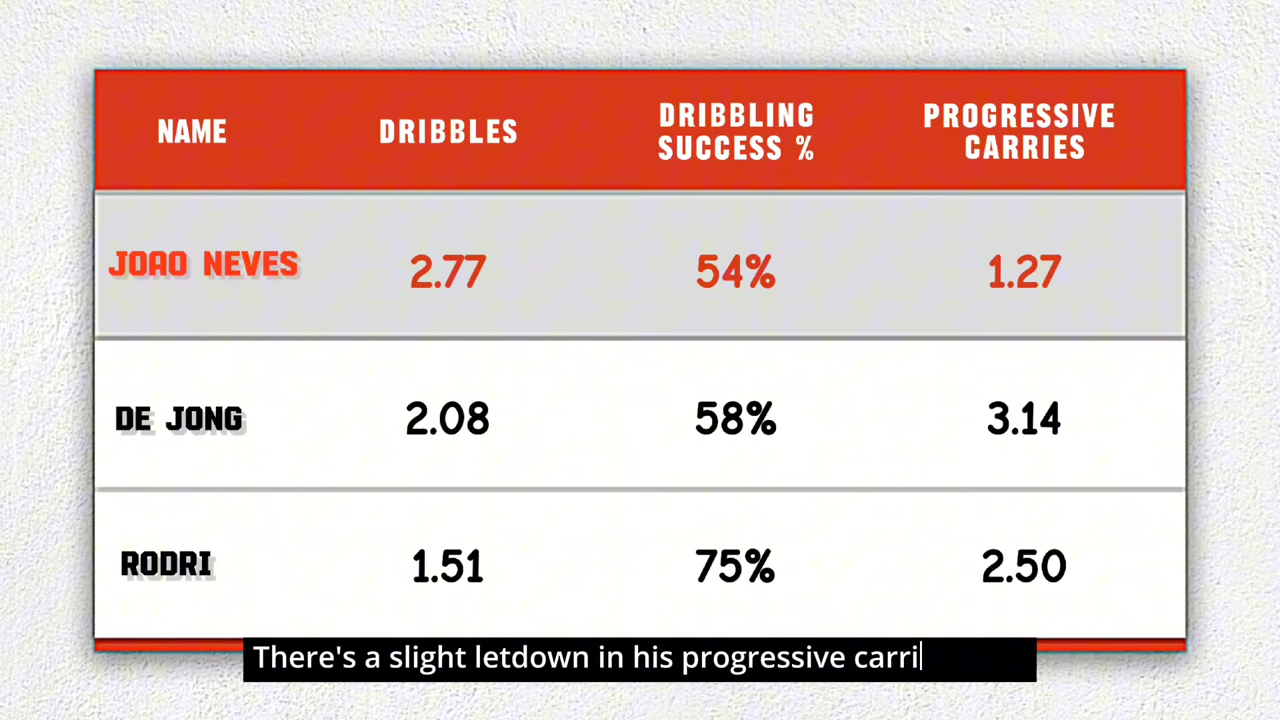 NAME DRIBBLES DRIBBLING SUCCESS % PROGRESSIVE CARRIES
JOAO NEVES 2.77 54% 1.27
DE JONG 2.08 58% 3.14
RODRI 1.51 75% 2.50
There's a slight letdown in his progressive carri